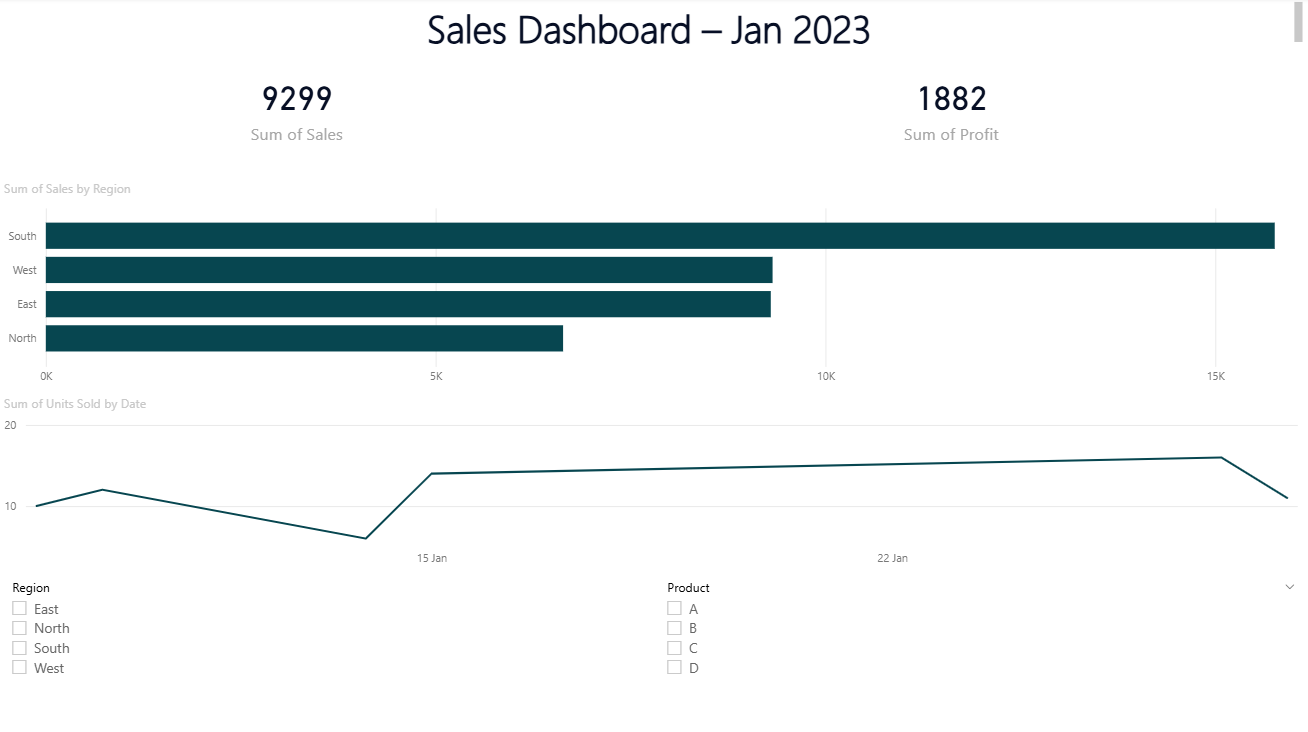 Sales Dashboard – Jan 2023
9299
Sum of Sales
1882
Sum of Profit
Sum of Sales by Region
South
West
East
North
0K 5K 10K 15K
Sum of Units Sold by Date
20
10
15 Jan 22 Jan
Region
East
North
South
West
Product
A
B
C
D